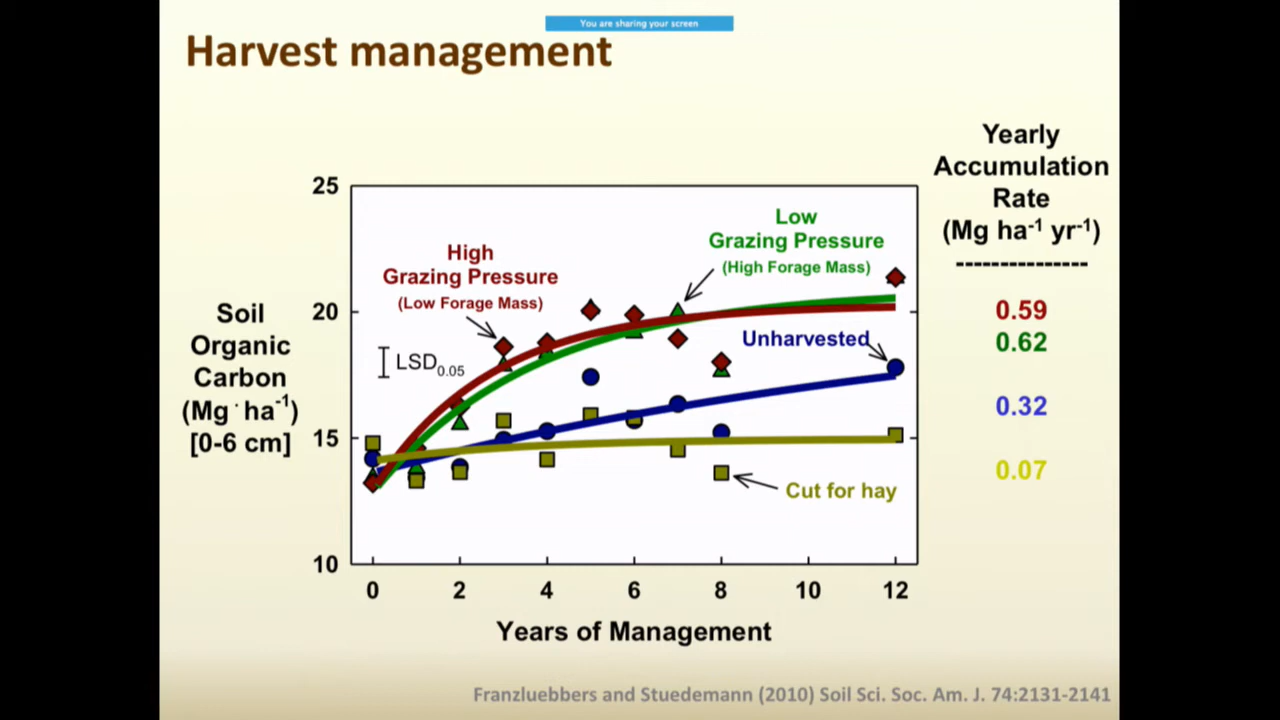 You are sharing your screen
Harvest management
Yearly
Accumulation
Rate
(Mg ha⁻¹ yr⁻¹)
---------------
0.59
0.62
0.32
0.07
Soil
Organic
Carbon
(Mg · ha⁻¹)
[0-6 cm]
25
20
15
10
High
Grazing Pressure
(Low Forage Mass)
Low
Grazing Pressure
(High Forage Mass)
LSD₀.₀₅
Unharvested
Cut for hay
0 2 4 6 8 10 12
Years of Management
Franzluebbers and Stuedemann (2010) Soil Sci. Soc. Am. J. 74:2131-2141